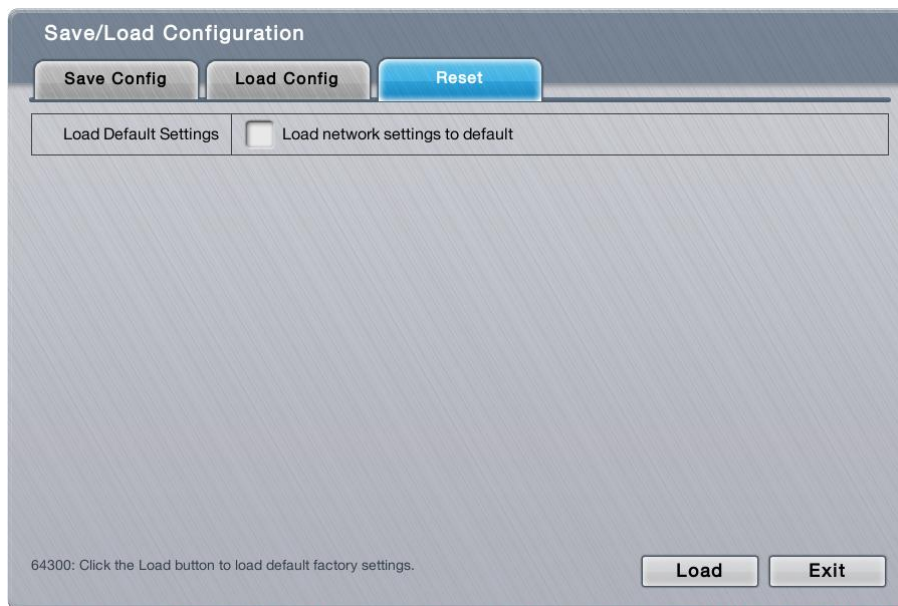 Save/Load Configuration
Save Config
Load Config
Reset
Load Default Settings
Load network settings to default
64300: Click the Load button to load default factory settings.
Load
Exit